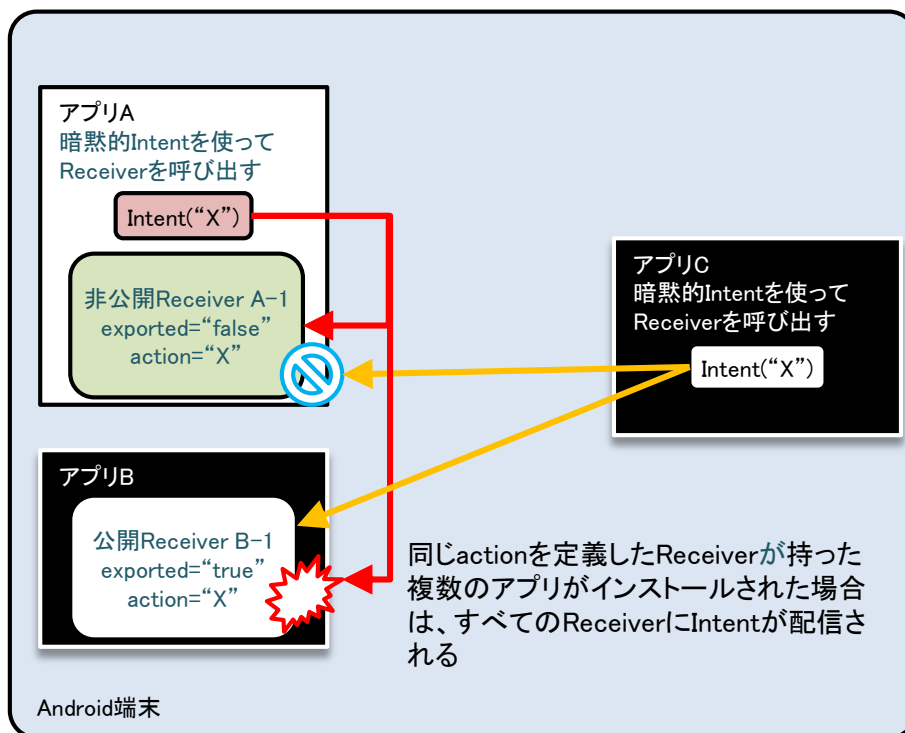 アプリA
暗黙的Intentを使って
Receiverを呼び出す
Intent(“X”)
非公開Receiver A-1
exported=“false”
action=“X”
アプリC
暗黙的Intentを使って
Receiverを呼び出す
Intent(“X”)
アプリB
公開Receiver B-1
exported=“true”
action=“X”
同じactionを定義したReceiverが持った
複数のアプリがインストールされた場合
は、すべてのReceiverにIntentが配信さ
れる
Android端末